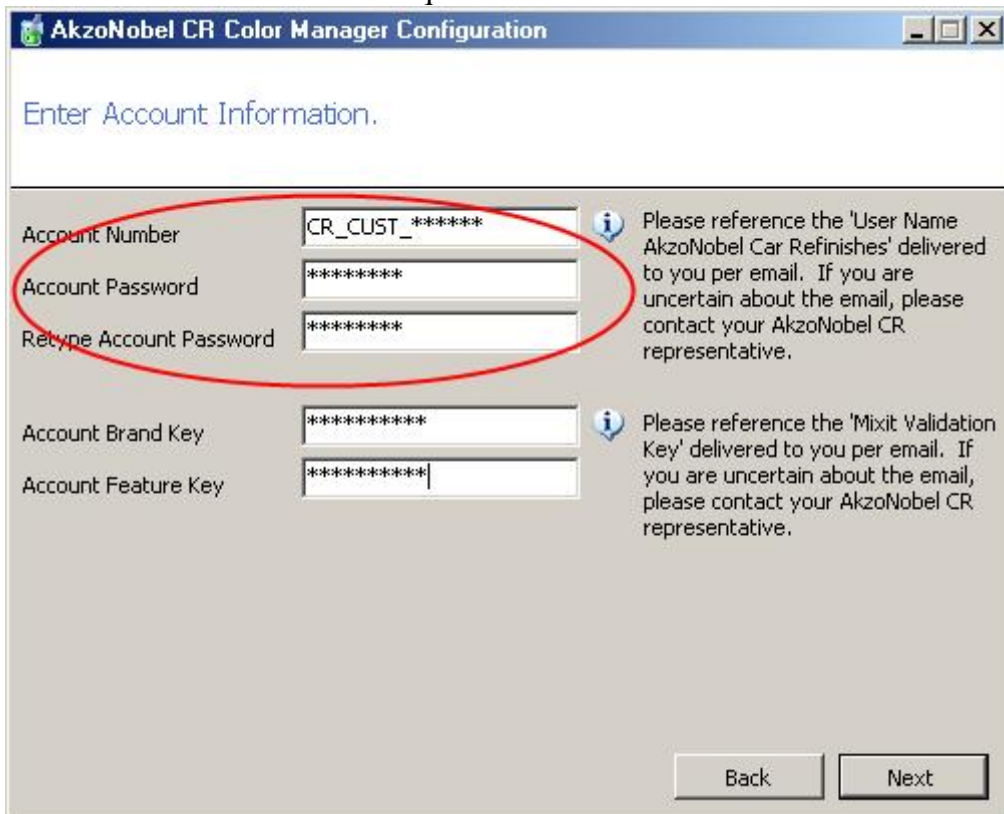 AkzoNobel CR Color Manager Configuration
Enter Account Information.
Account Number
CR_CUST_******
Please reference the 'User Name
AkzoNobel Car Refinishes' delivered
to you per email. If you are
uncertain about the email, please
contact your AkzoNobel CR
representative.
Account Password
********
Retype Account Password
********
Account Brand Key
**********
Please reference the 'Mixit Validation
Key' delivered to you per email. If
you are uncertain about the email,
please contact your AkzoNobel CR
representative.
Account Feature Key
**********
Back
Next